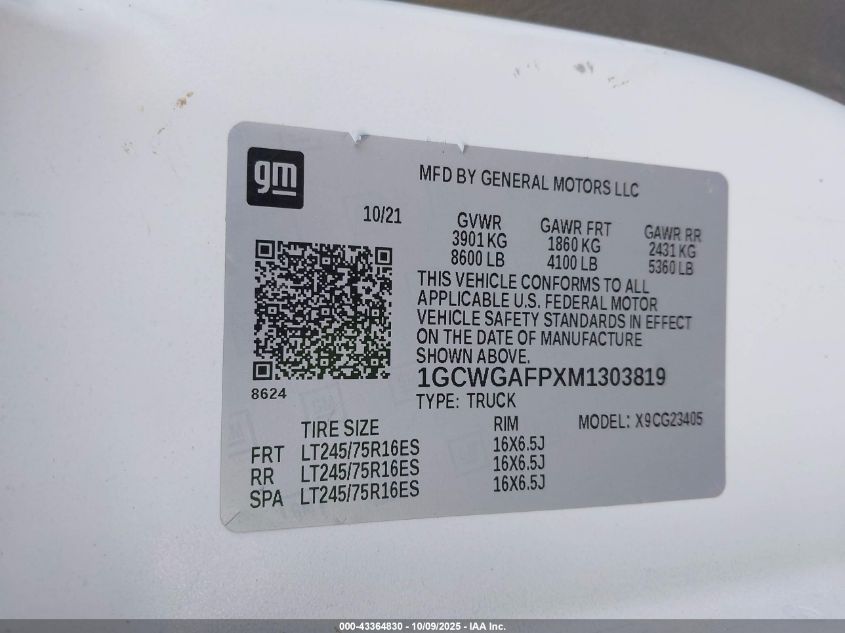 gm
MFD BY GENERAL MOTORS LLC
10/21
GVWR
3901 KG
8600 LB
GAWR FRT
1860 KG
4100 LB
GAWR RR
2431 KG
5360 LB
THIS VEHICLE CONFORMS TO ALL
APPLICABLE U.S. FEDERAL MOTOR
VEHICLE SAFETY STANDARDS IN EFFECT
ON THE DATE OF MANUFACTURE
SHOWN ABOVE.
1GCWGAFPXM1303819
8624
TYPE: TRUCK
MODEL: X9CG23405
TIRE SIZE RIM
FRT LT245/75R16ES 16X6.5J
RR LT245/75R16ES 16X6.5J
SPA LT245/75R16ES 16X6.5J
000-43364830 - 10/09/2025 - IAA Inc.